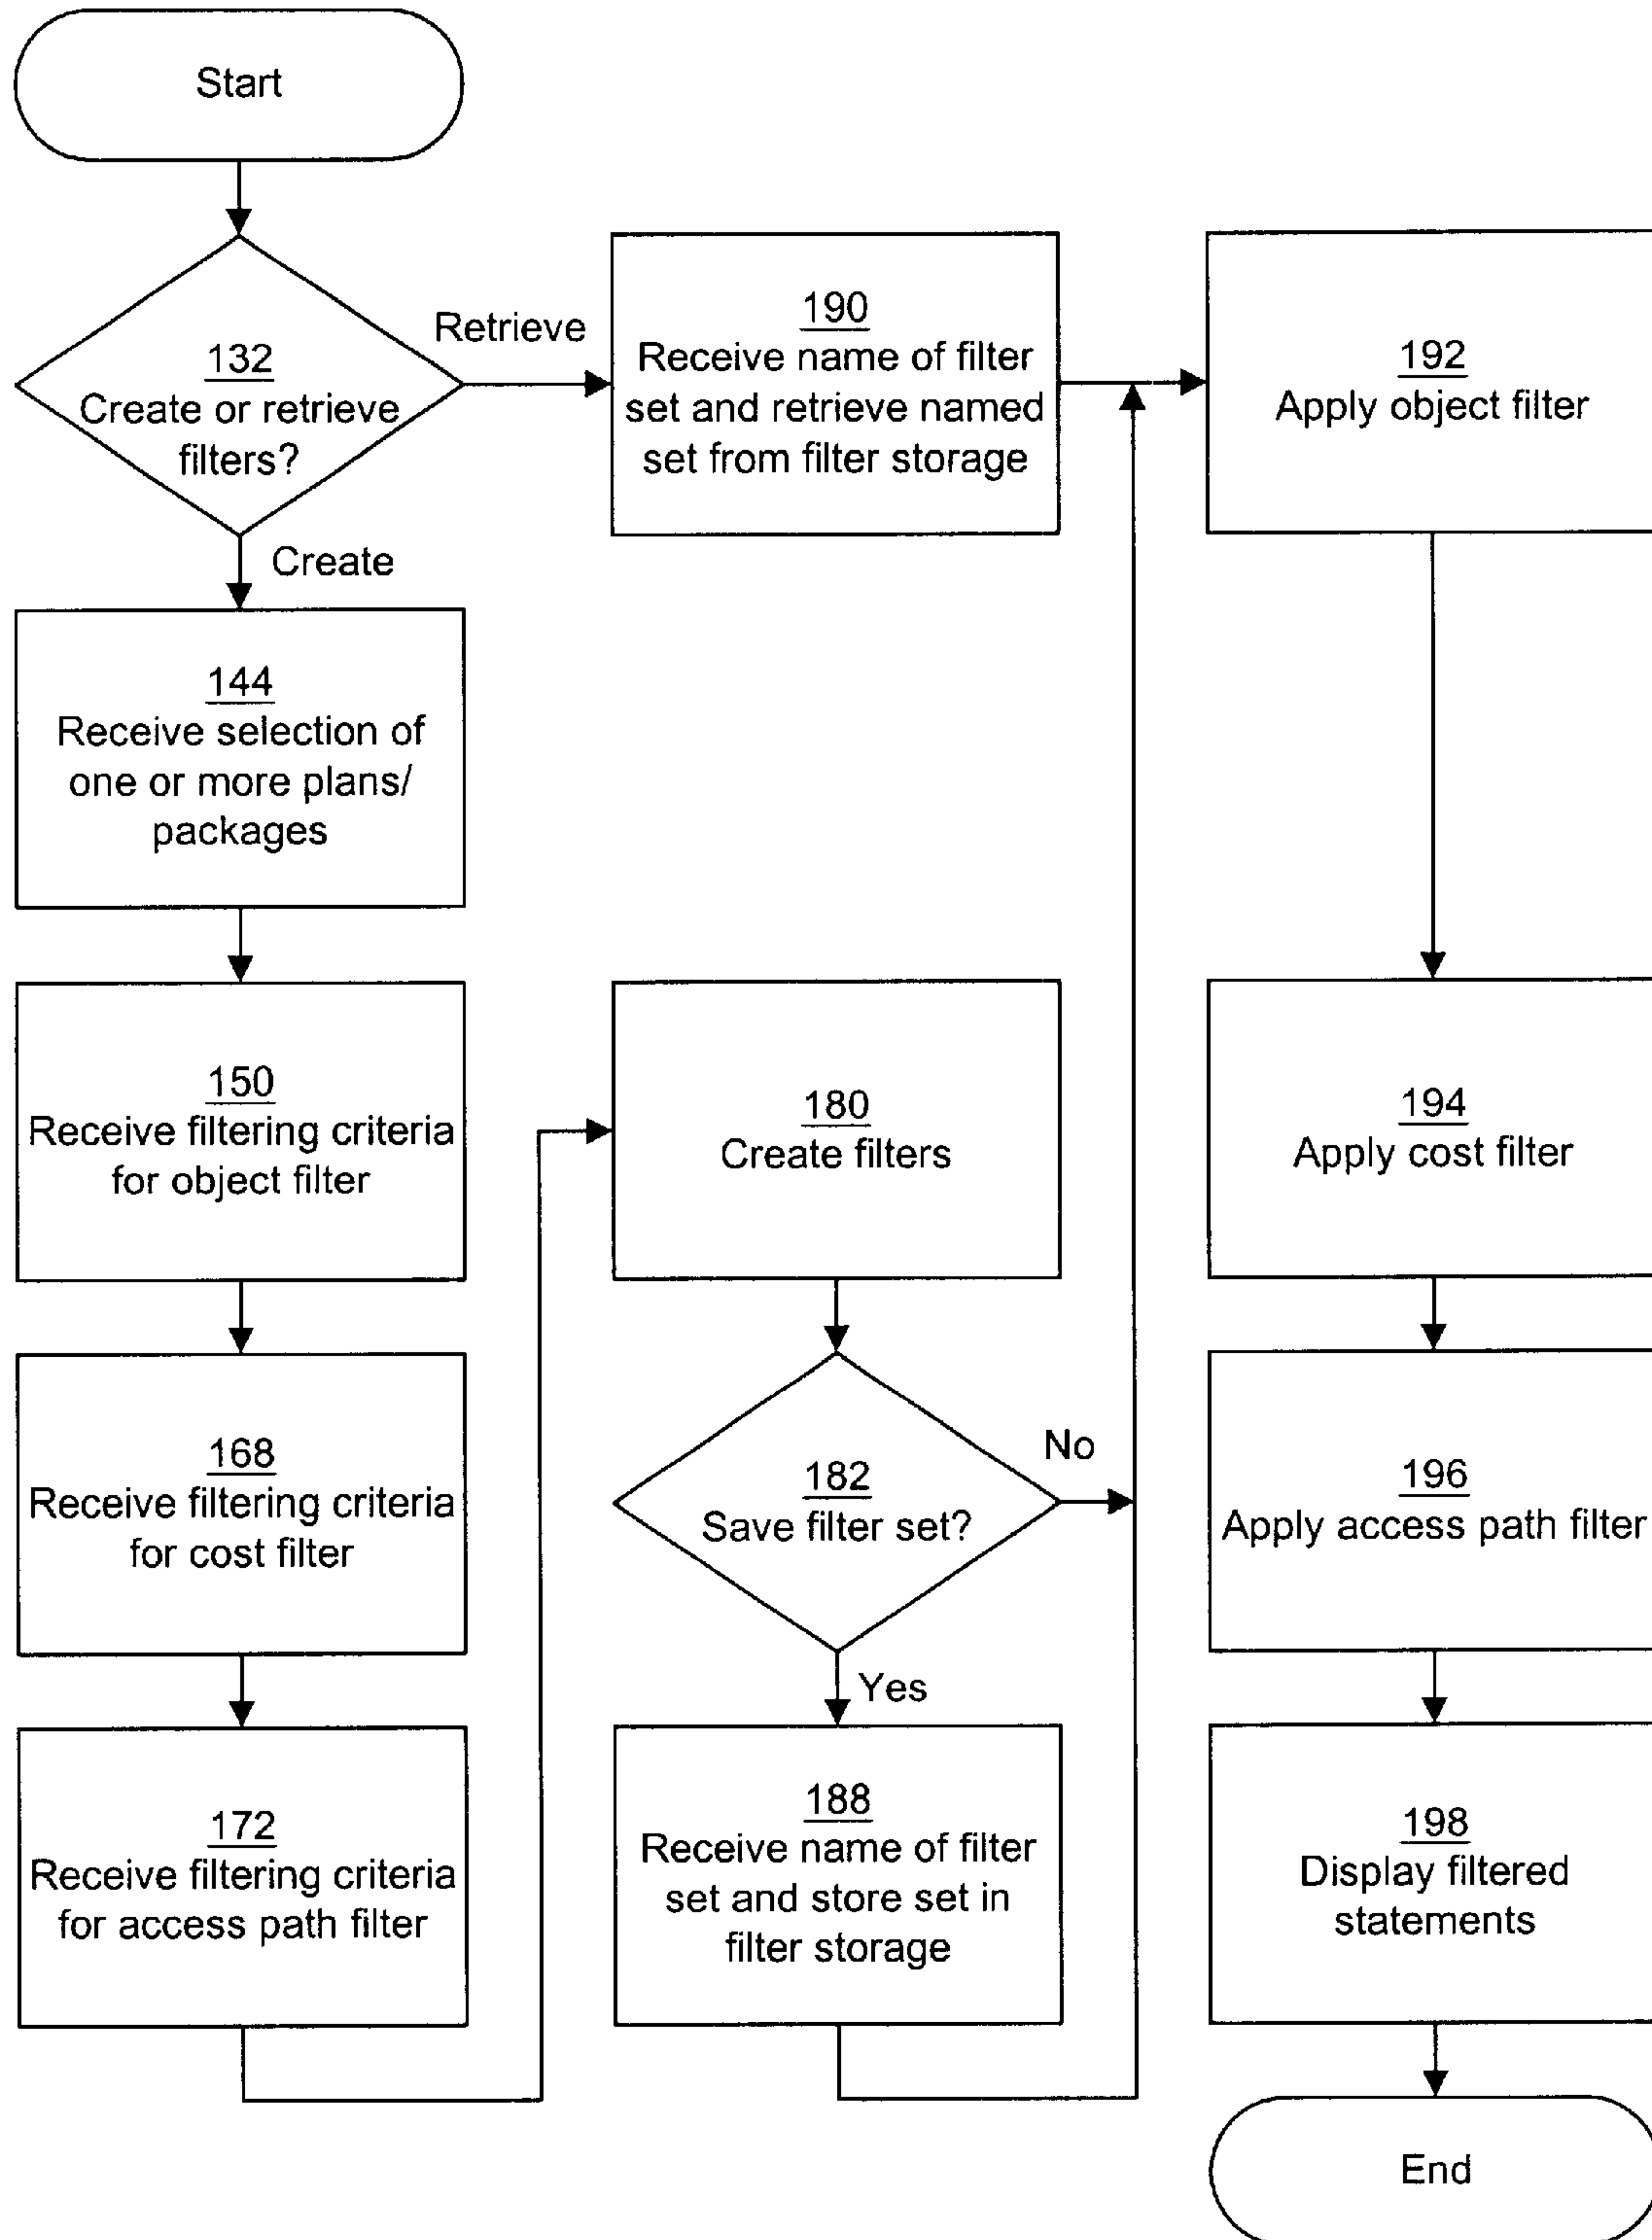 Start
132
Create or retrieve
filters?
Retrieve
Create
190
Receive name of filter
set and retrieve named
set from filter storage
192
Apply object filter
144
Receive selection of
one or more plans/
packages
150
Receive filtering criteria
for object filter
180
Create filters
194
Apply cost filter
168
Receive filtering criteria
for cost filter
182
Save filter set?
No
Yes
196
Apply access path filter
172
Receive filtering criteria
for access path filter
188
Receive name of filter
set and store set in
filter storage
198
Display filtered
statements
End